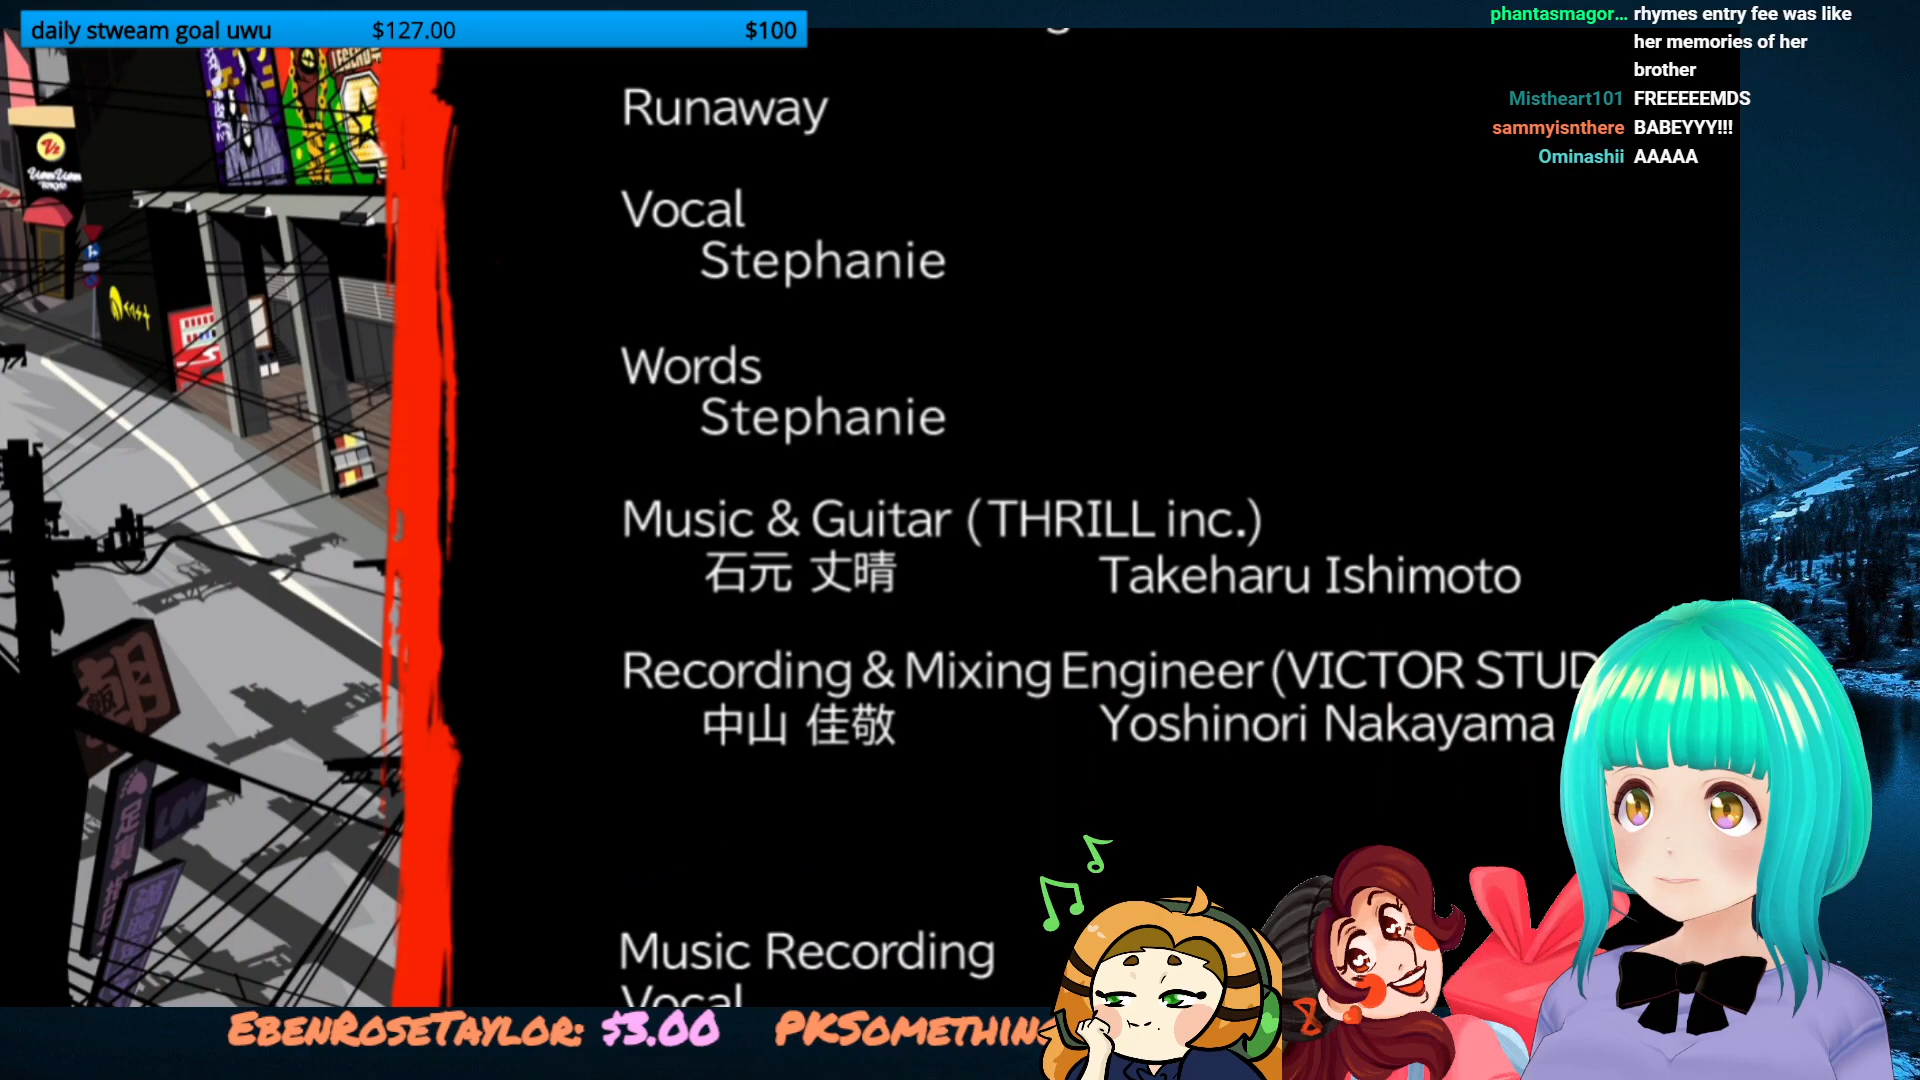 daily stweam goal uwu $127.00 $100
phantasmagor... rhymes entry fee was like
her memories of her
brother
Mistheart101 FREEEEEMDS
sammyisnthere BABEYYY!!!
Ominashii AAAAA
Runaway
Vocal
Stephanie
Words
Stephanie
Music & Guitar (THRILL inc.)
石元 丈晴 Takeharu Ishimoto
Recording & Mixing Engineer (VICTOR STUD
中山 佳敬 Yoshinori Nakayama
Music Recording
Vocal
EbenRoseTaylor: $3.00 PKSomethin